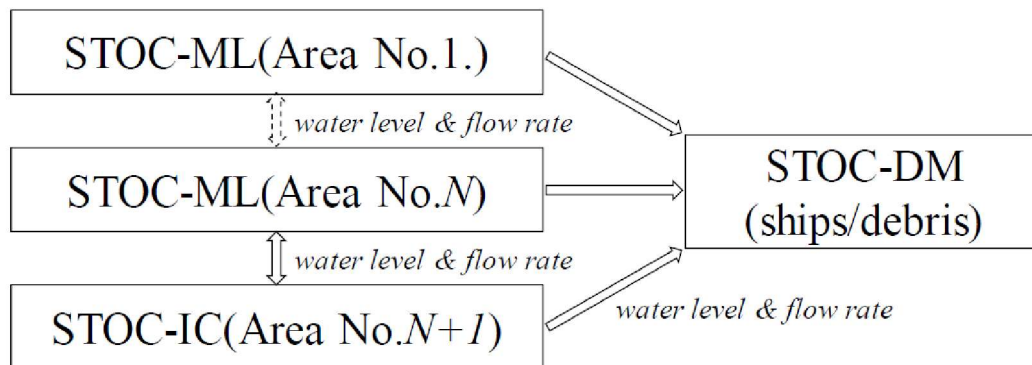 STOC-ML(Area No.1.)
water level & flow rate
STOC-ML(Area No.N)
water level & flow rate
STOC-IC(Area No.N+1)
STOC-DM
(ships/debris)
water level & flow rate